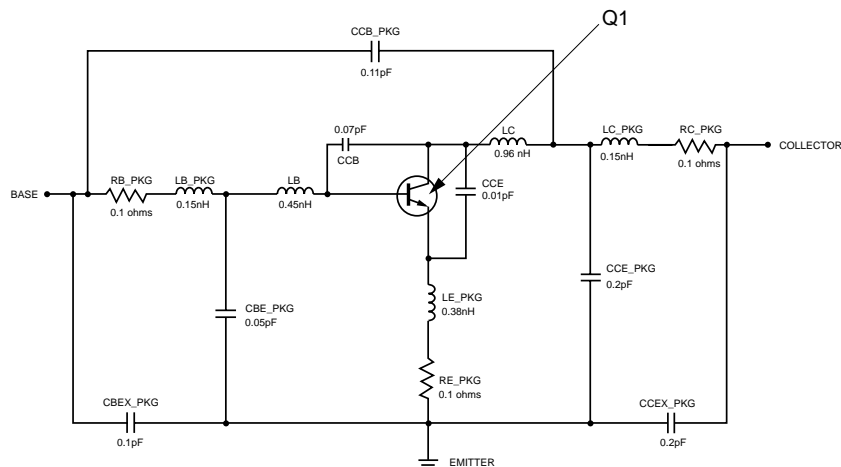 Q1
CCB_PKG
0.11pF
0.07pF
CCB
LC
0.96 nH
LC_PKG
0.15nH
RC_PKG
0.1 ohms
COLLECTOR
BASE
RB_PKG
0.1 ohms
LB_PKG
0.15nH
LB
0.45nH
CCE
0.01pF
CCE_PKG
0.2pF
LE_PKG
0.38nH
CBE_PKG
0.05pF
RE_PKG
0.1 ohms
CBEX_PKG
0.1pF
CCEX_PKG
0.2pF
EMITTER